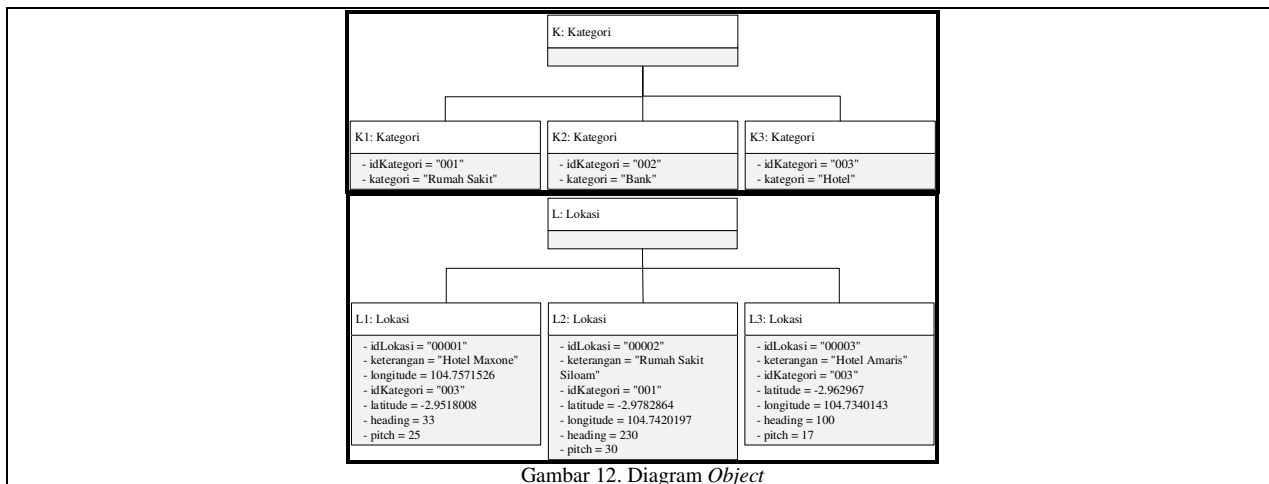 K: Kategori
K1: Kategori
- idKategori = "001"
- kategori = "Rumah Sakit"
K2: Kategori
- idKategori = "002"
- kategori = "Bank"
K3: Kategori
- idKategori = "003"
- kategori = "Hotel"
L: Lokasi
L1: Lokasi
- idLokasi = "00001"
- keterangan = "Hotel Maxone"
- longitude = 104.7571526
- idKategori = "003"
- latitude = -2.9518008
- heading = 33
- pitch = 25
L2: Lokasi
- idLokasi = "00002"
- keterangan = "Rumah Sakit
Siloam"
- idKategori = "001"
- latitude = -2.9782864
- longitude = 104.7420197
- heading = 230
- pitch = 30
L3: Lokasi
- idLokasi = "00003"
- keterangan = "Hotel Amaris"
- idKategori = "003"
- latitude = -2.962967
- longitude = 104.7340143
- heading = 100
- pitch = 17
Gambar 12. Diagram Object